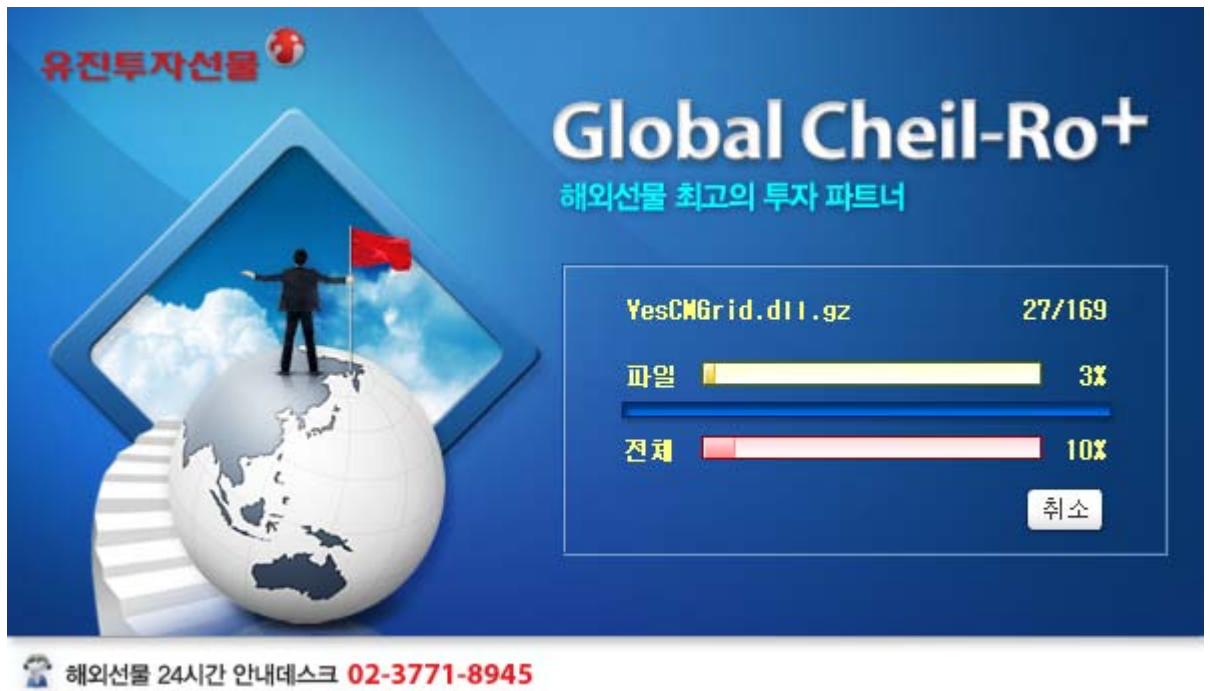 유진투자선물
Global Cheil-Ro+
해외선물 최고의 투자 파트너
YesCMGrid.dll.gz 27/169
파일 3%
전체 10%
취소
해외선물 24시간 안내데스크 02-3771-8945